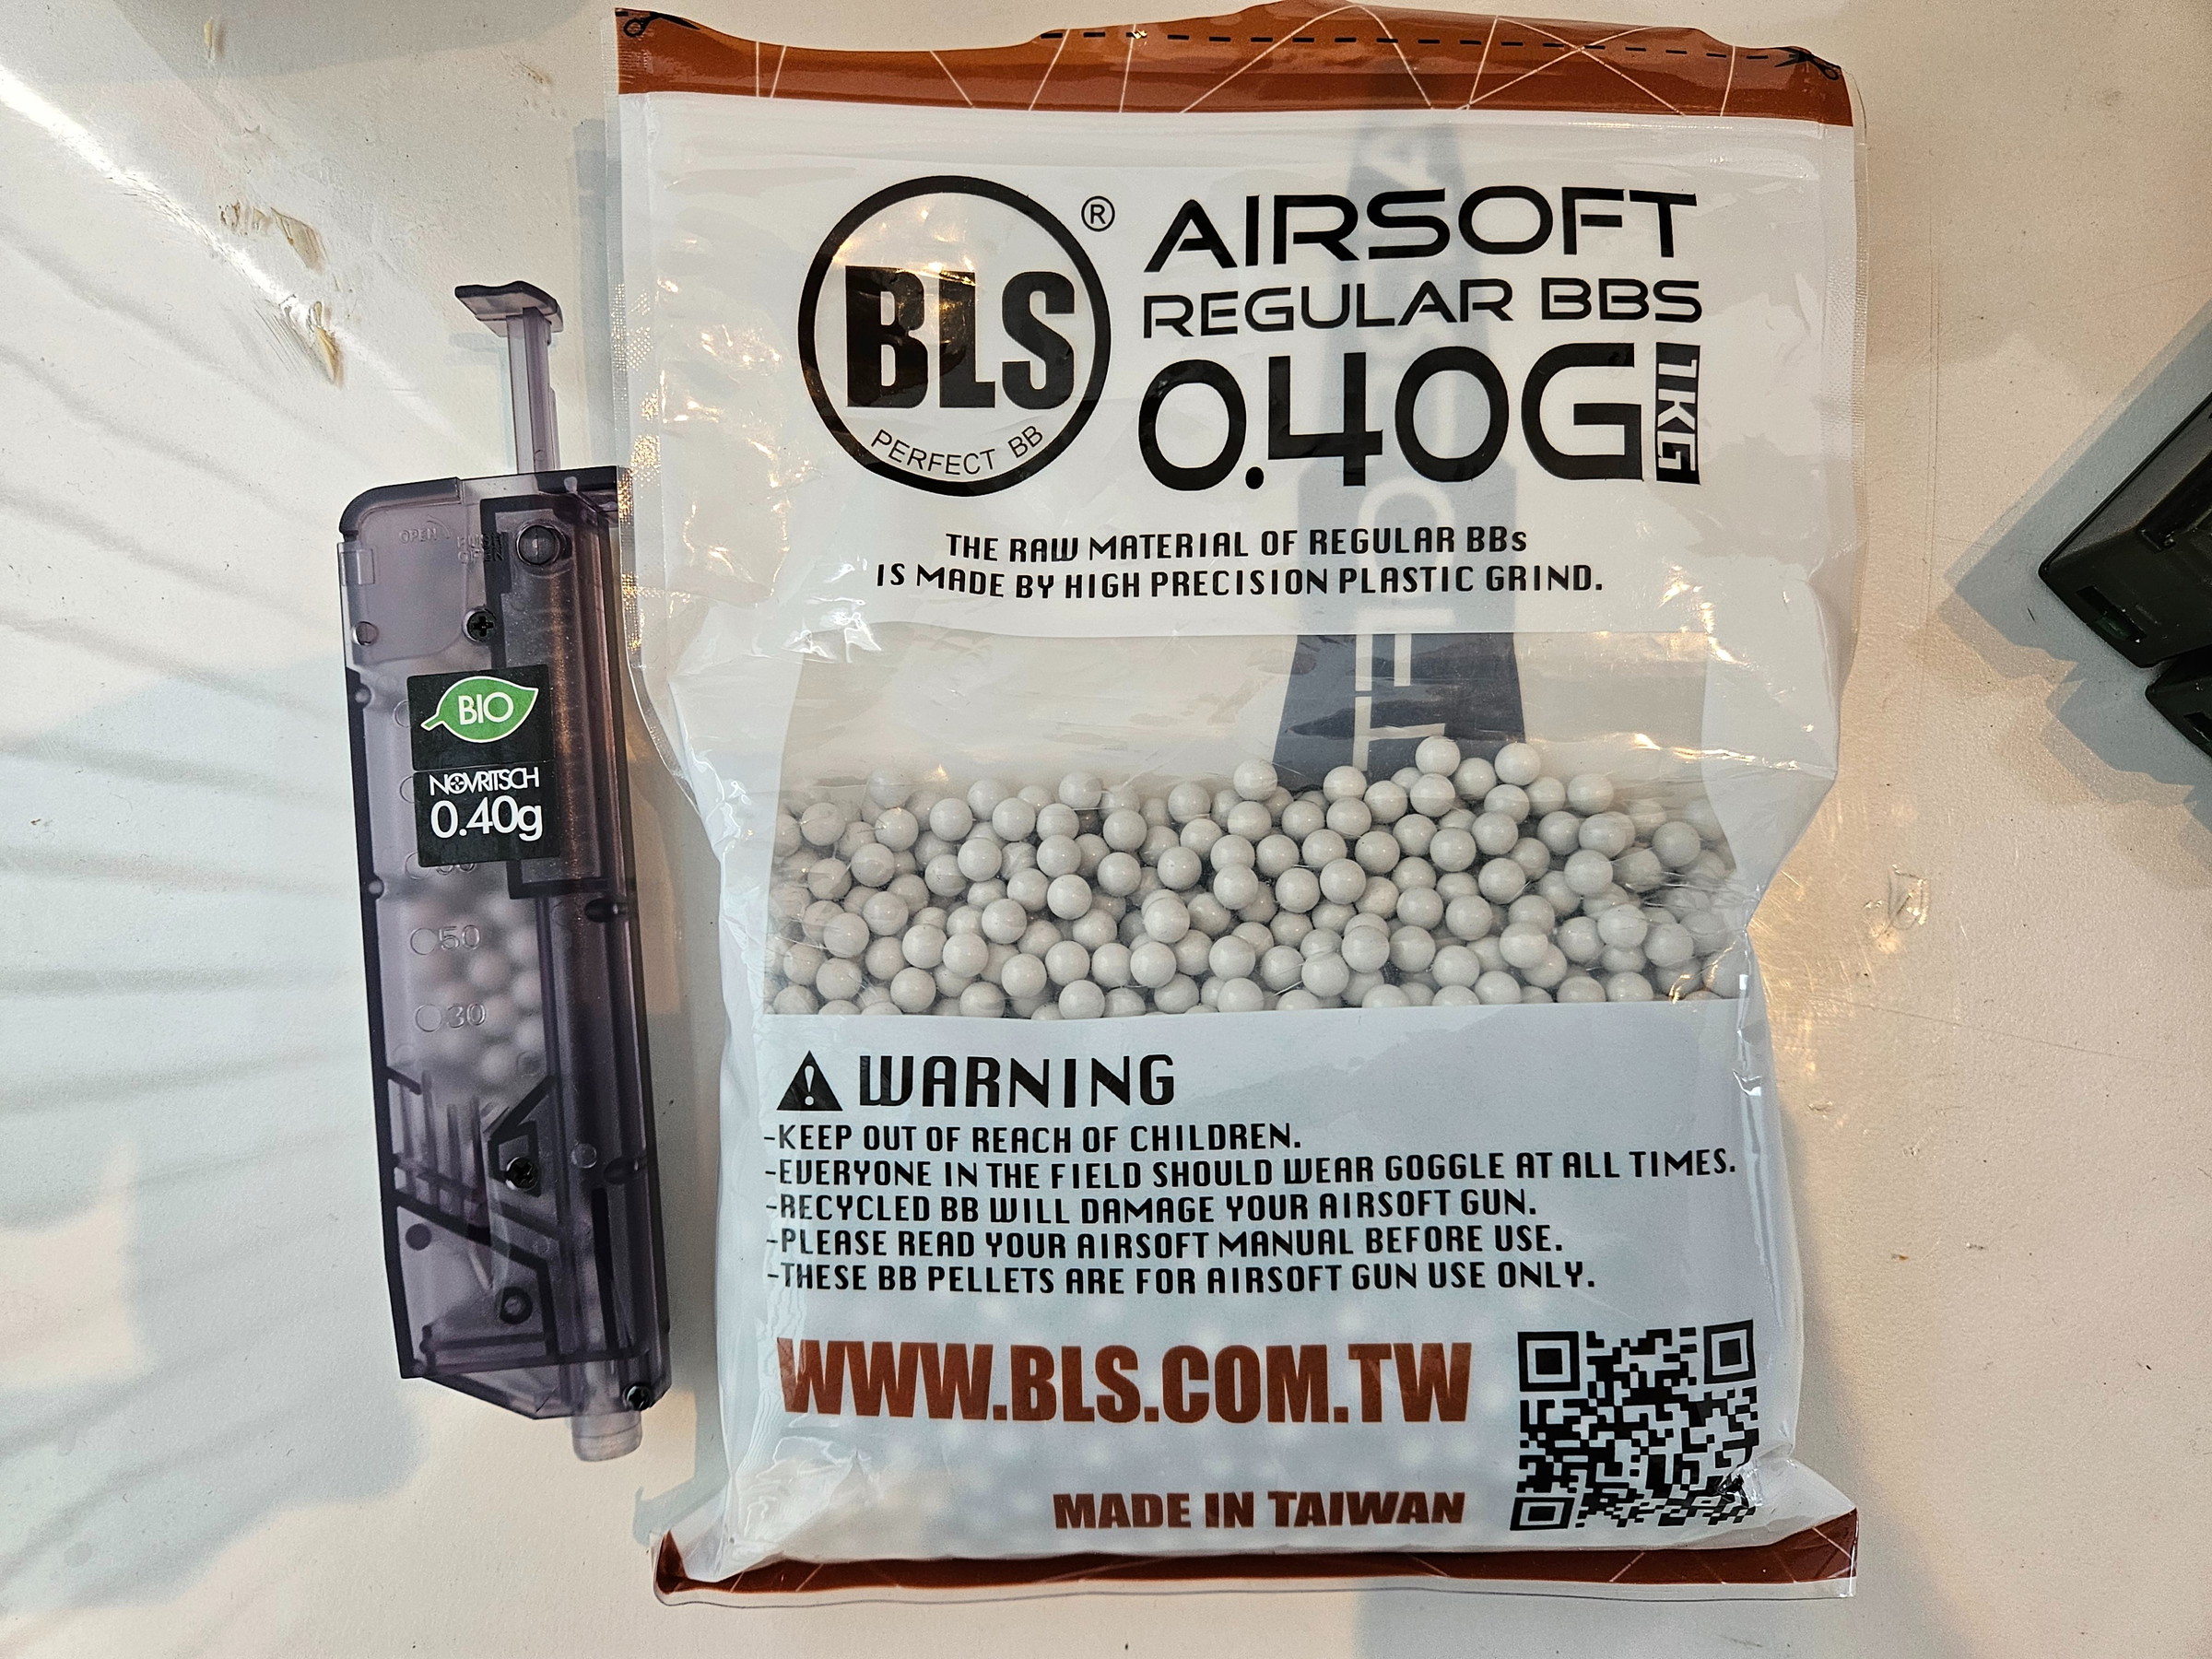 BLS
PERFECT BB
®
AIRSOFT
REGULAR BBS
0.40G
1KG
THE RAW MATERIAL OF REGULAR BBs
IS MADE BY HIGH PRECISION PLASTIC GRIND.
OPEN
PUSH
OPEN
BIO
NOVRITSCH
0.40g
50
30
WARNING
-KEEP OUT OF REACH OF CHILDREN.
-EVERYONE IN THE FIELD SHOULD WEAR GOGGLE AT ALL TIMES.
-RECYCLED BB WILL DAMAGE YOUR AIRSOFT GUN.
-PLEASE READ YOUR AIRSOFT MANUAL BEFORE USE.
-THESE BB PELLETS ARE FOR AIRSOFT GUN USE ONLY.
WWW.BLS.COM.TW
MADE IN TAIWAN